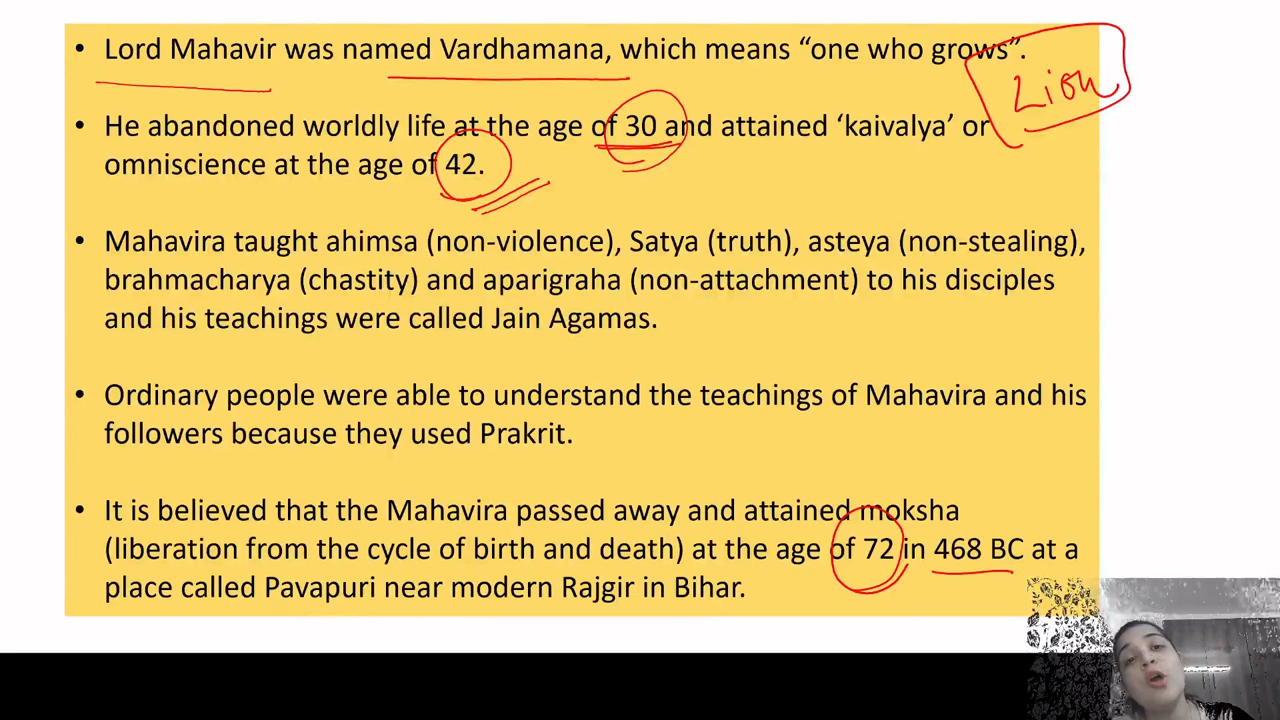 • Lord Mahavir was named Vardhamana, which means “one who grows”.
Lion
• He abandoned worldly life at the age of 30 and attained ‘kaivalya’ or
omniscience at the age of 42.
• Mahavira taught ahimsa (non-violence), Satya (truth), asteya (non-stealing),
brahmacharya (chastity) and aparigraha (non-attachment) to his disciples
and his teachings were called Jain Agamas.
• Ordinary people were able to understand the teachings of Mahavira and his
followers because they used Prakrit.
• It is believed that the Mahavira passed away and attained moksha
(liberation from the cycle of birth and death) at the age of 72 in 468 BC at a
place called Pavapuri near modern Rajgir in Bihar.